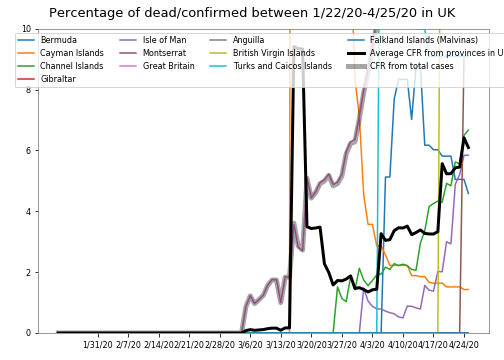 Percetage of dead/confirmed between 1/22/20-4/25/20 in UK
Bermuda
Cayman Islands
Channel Islands
Gibraltar
Isle of Man
Montserrat
Great Britain
Anguilla
British Virgin Islands
Turks and Caicos Islands
Falkland Islands (Malvinas)
Average CFR from provinces in U
CFR from total cases
10
8
6
4
2
0
1/31/20 2/7/20 2/14/20 2/21/20 2/28/20 3/6/20 3/13/20 3/20/20 3/27/20 4/3/20 4/10/20 4/17/20 4/24/20